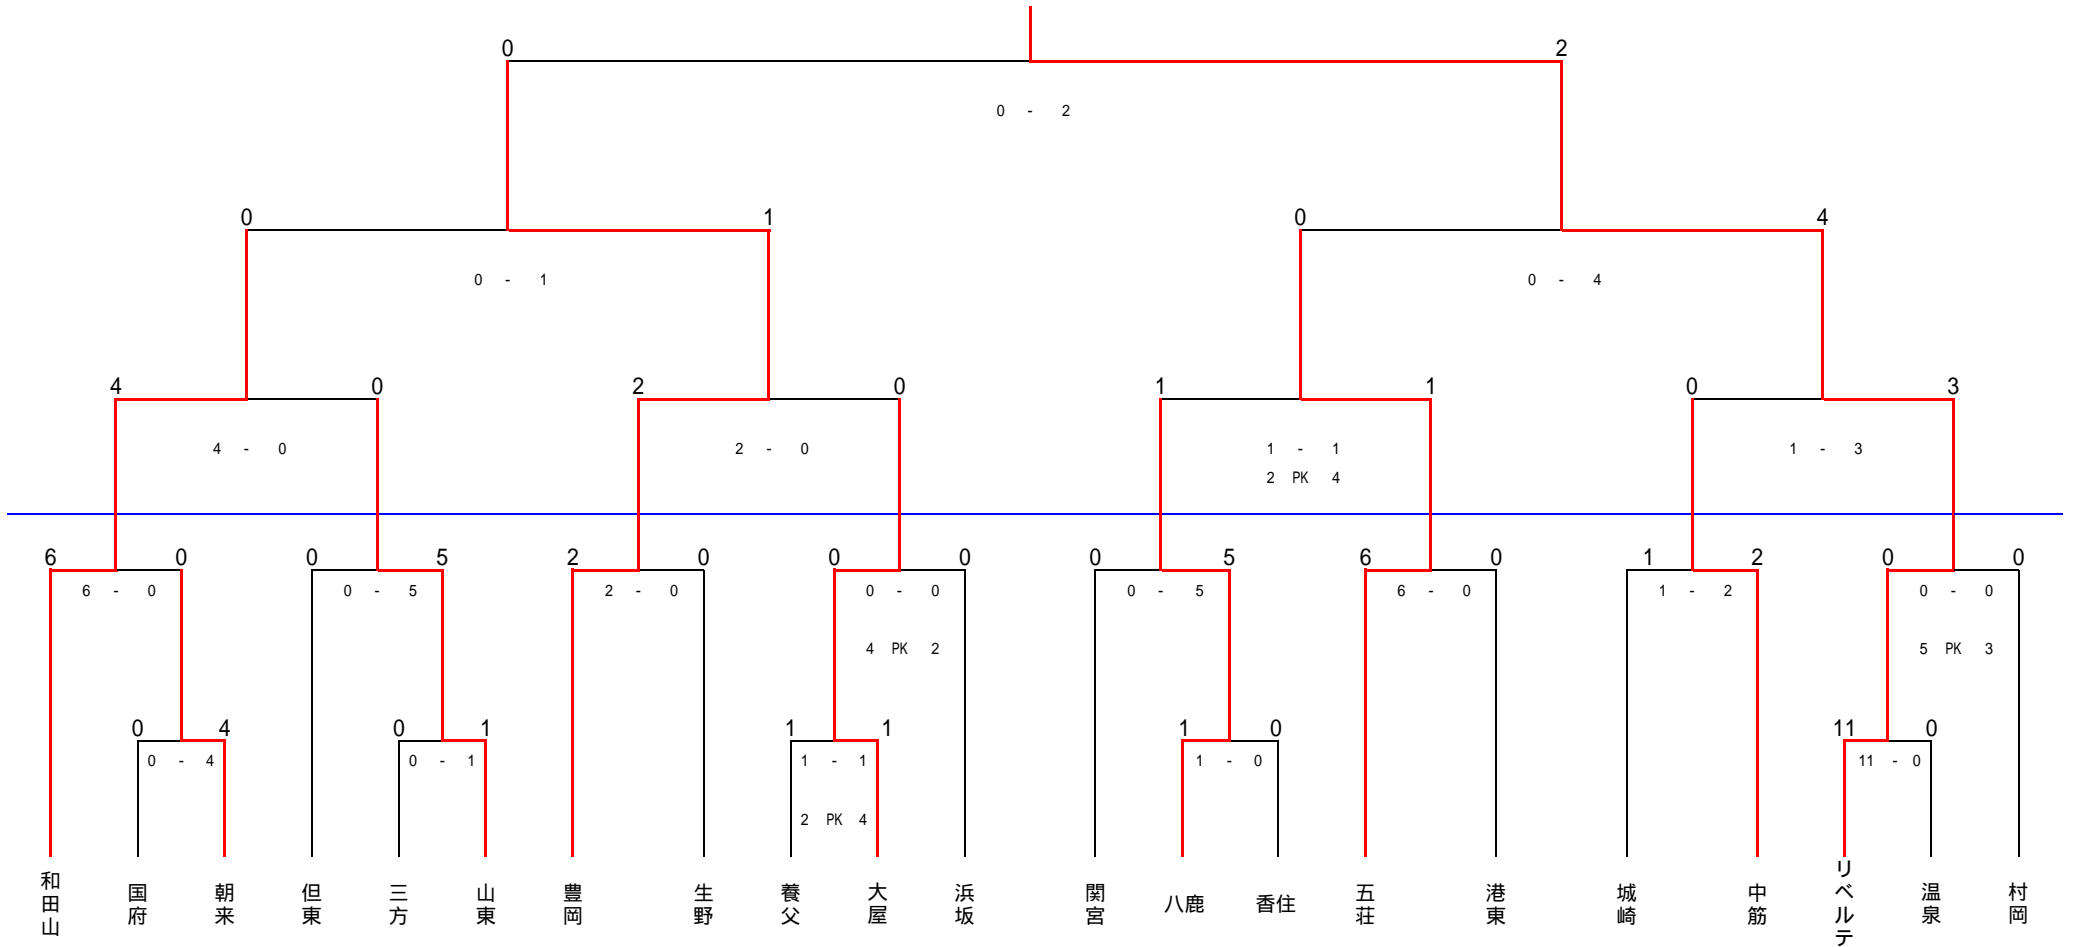 0 2
0 - 2
0 1 0 4
0 - 1 0 - 4
4 0 2 0 1 1 0 3
4 - 0 2 - 0 1 - 1 1 - 3
2 PK 4
6 0 0 5 2 0 0 0 0 5 6 0 1 2 0 0
6 - 0 0 - 5 2 - 0 0 - 0 0 - 5 6 - 0 1 - 2 0 - 0
4 PK 2 5 PK 3
0 4 0 1 1 1 1 0 11 0
0 - 4 0 - 1 1 - 1 1 - 0 11 - 0
2 PK 4
和田山
国府
朝来
但東
三方
山東
豊岡
生野
養父
大屋
浜坂
関宮
八鹿
香住
五荘
港東
城崎
中筋
リベルテ
温泉
村岡